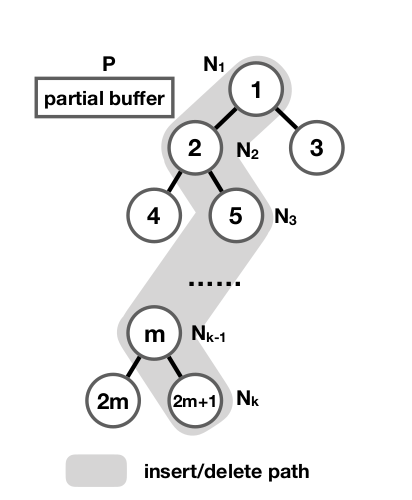 P
N₁
1
partial buffer
2
N₂
3
4
5
N₃
......
m
Nₖ₋₁
2m
2m+1
Nₖ
insert/delete path